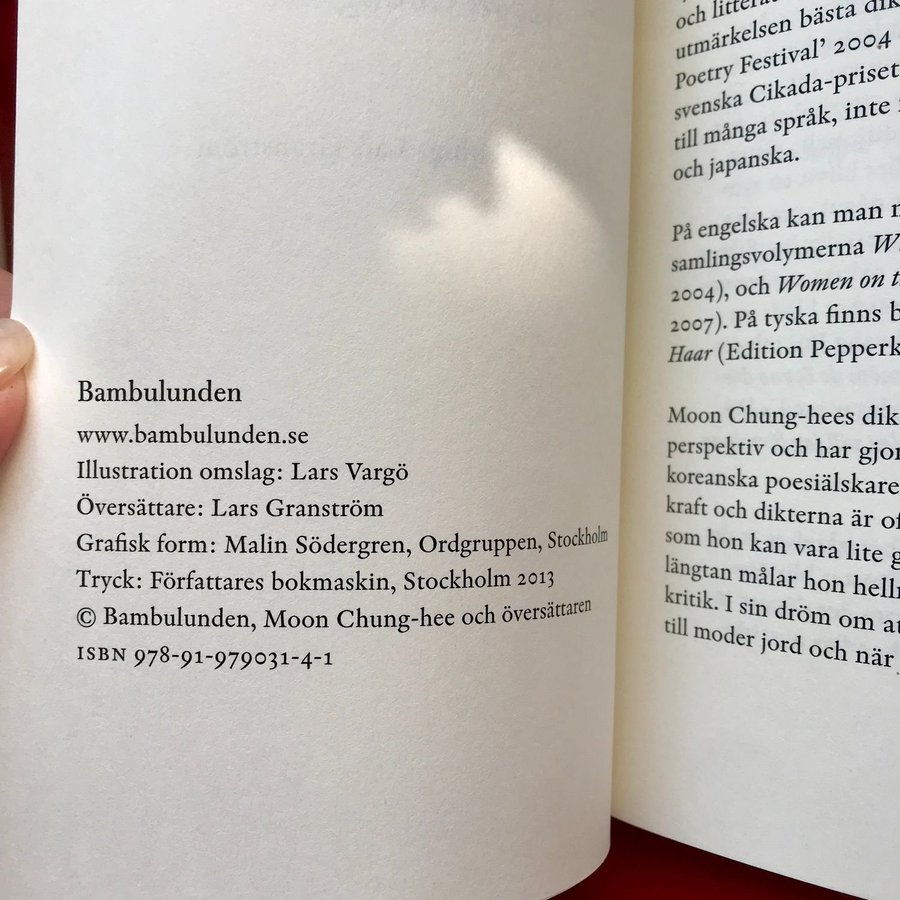 Bambulunden
www.bambulunden.se
Illustration omslag: Lars Vargö
Översättare: Lars Granström
Grafisk form: Malin Södergren, Ordgruppen, Stockholm
Tryck: Författares bokmaskin, Stockholm 2013
© Bambulunden, Moon Chung-hee och översättaren
ISBN 978-91-979031-4-1
och
utmärkelsen bästa
Poetry Festival' 2004
svenska Cikada-priset
till många språk, inte
och japanska.
På engelska kan man
samlingsvolymerna
2004), och Women on
2007). På tyska finns
Haar (Edition
Moon Chung-hees
perspektiv och har
koreanska
kraft och dikterna är
som hon kan vara lite
längtan målar hon
kritik. I sin dröm om
till moder jord och när